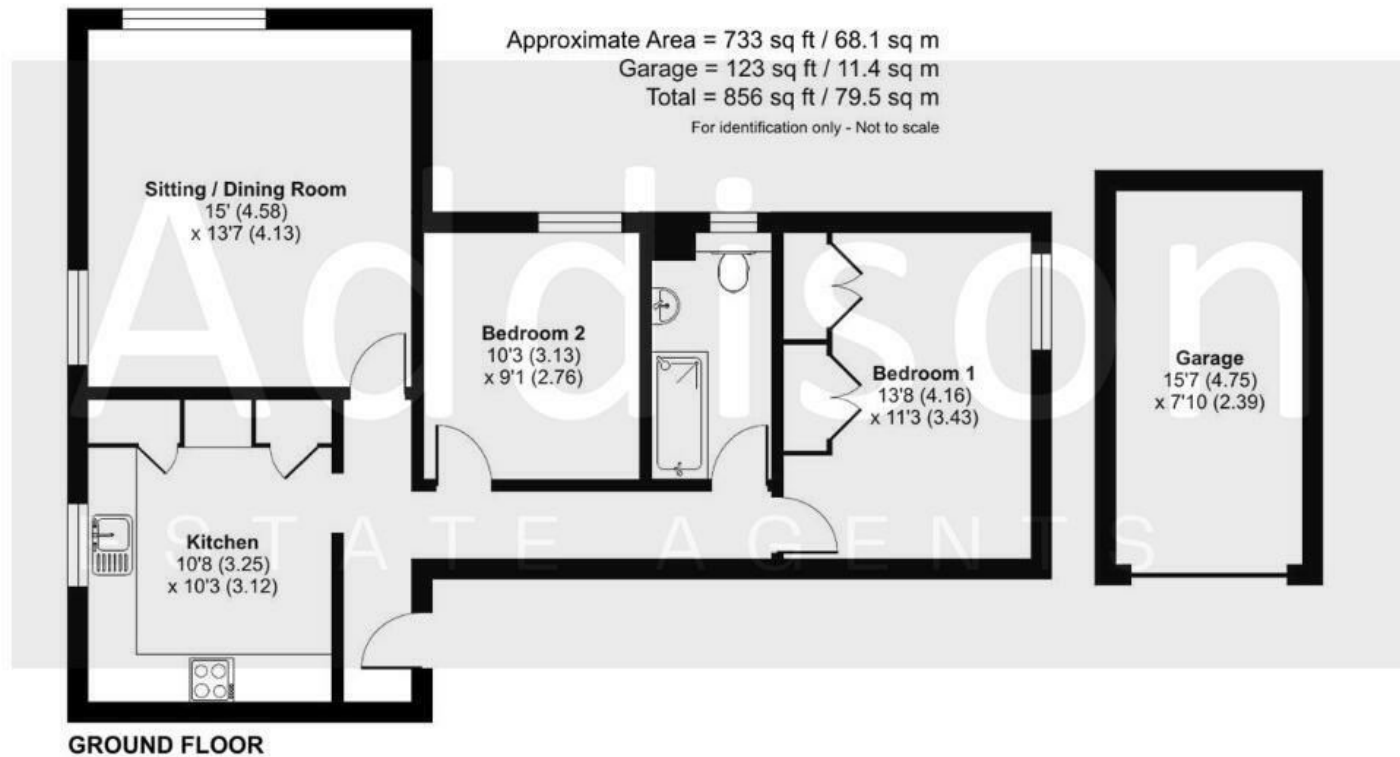 Approximate Area = 733 sq ft / 68.1 sq m
Garage = 123 sq ft / 11.4 sq m
Total = 856 sq ft / 79.5 sq m
For identification only - Not to scale
Addison
ESTATE AGENTS
Sitting / Dining Room
15' (4.58)
x 13'7 (4.13)
Bedroom 2
10'3 (3.13)
x 9'1 (2.76)
Bedroom 1
13'8 (4.16)
x 11'3 (3.43)
Garage
15'7 (4.75)
x 7'10 (2.39)
Kitchen
10'8 (3.25)
x 10'3 (3.12)
GROUND FLOOR